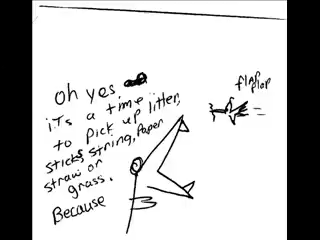 oh yes
iTs a time
to pick up litter,
sticks, string, paper
straw or
grass.
Because
flap
flap